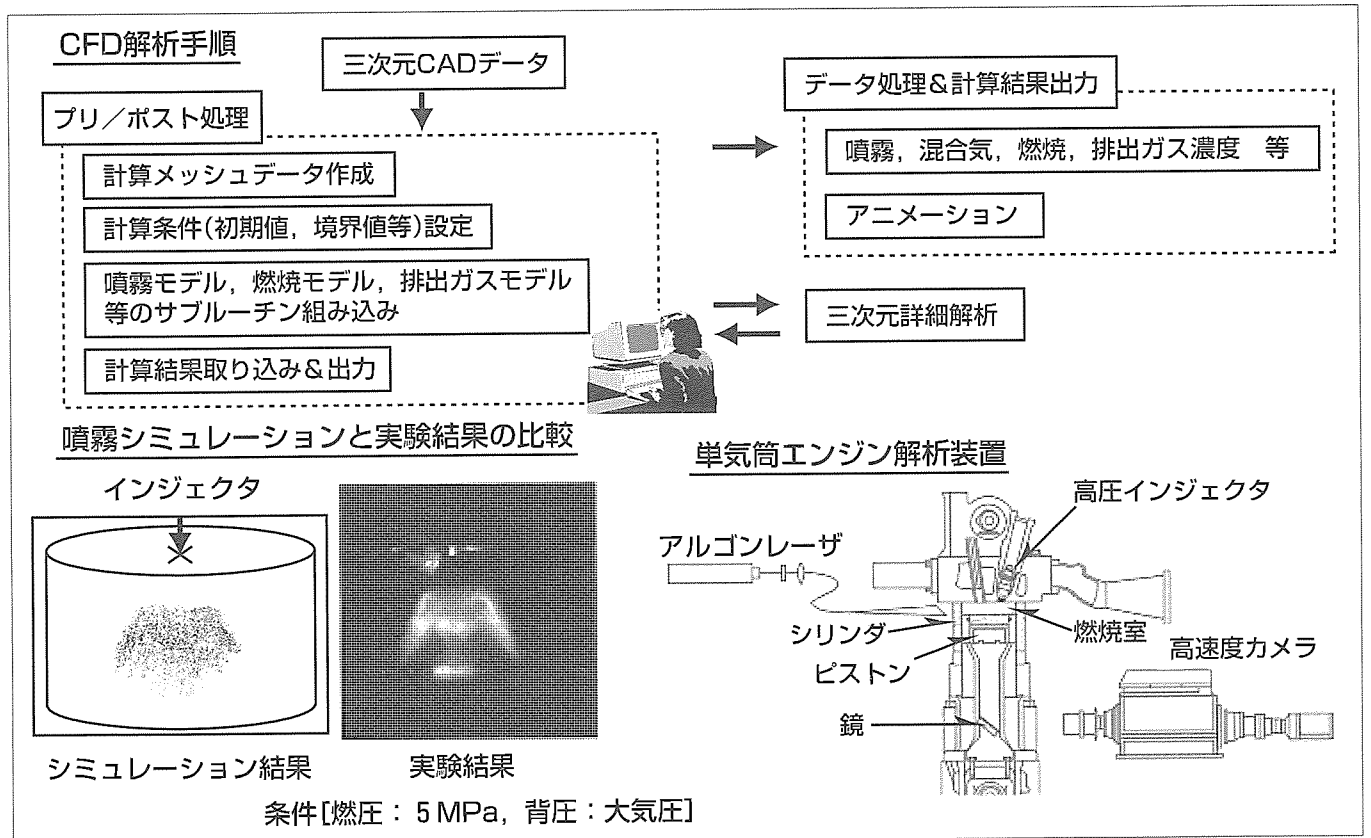 CFD解析手順
三次元CADデータ
プリ／ポスト処理
計算メッシュデータ作成
計算条件(初期値，境界値等)設定
噴霧モデル，燃焼モデル，排出ガスモデル
等のサブルーチン組み込み
計算結果取り込み＆出力
データ処理＆計算結果出力
噴霧，混合気，燃焼，排出ガス濃度　等
アニメーション
三次元詳細解析
噴霧シミュレーションと実験結果の比較
インジェクタ
シミュレーション結果
実験結果
条件[燃圧：5 MPa，背圧：大気圧]
単気筒エンジン解析装置
高圧インジェクタ
アルゴンレーザ
シリンダ
燃焼室
ピストン
高速度カメラ
鏡